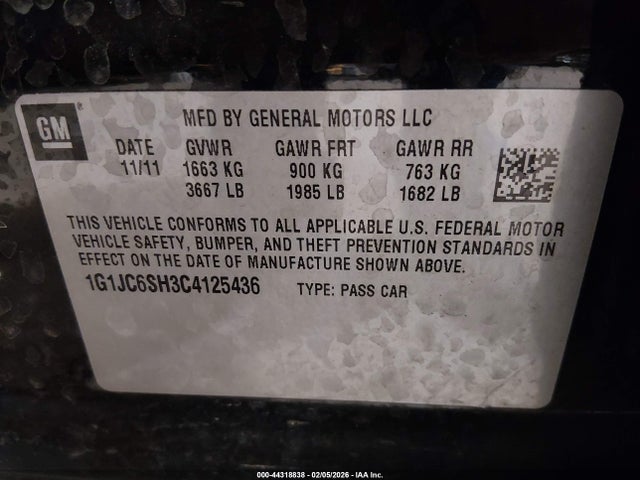 GM
MFD BY GENERAL MOTORS LLC
DATE GVWR GAWR FRT GAWR RR
11/11 1663 KG 900 KG 763 KG
3667 LB 1985 LB 1682 LB
THIS VEHICLE CONFORMS TO ALL APPLICABLE U.S. FEDERAL MOTOR
VEHICLE SAFETY, BUMPER, AND THEFT PREVENTION STANDARDS IN
EFFECT ON THE DATE OF MANUFACTURE SHOWN ABOVE.
1G1JC6SH3C4125436 TYPE: PASS CAR
000-44318838 - 02/05/2026 - IAA Inc.